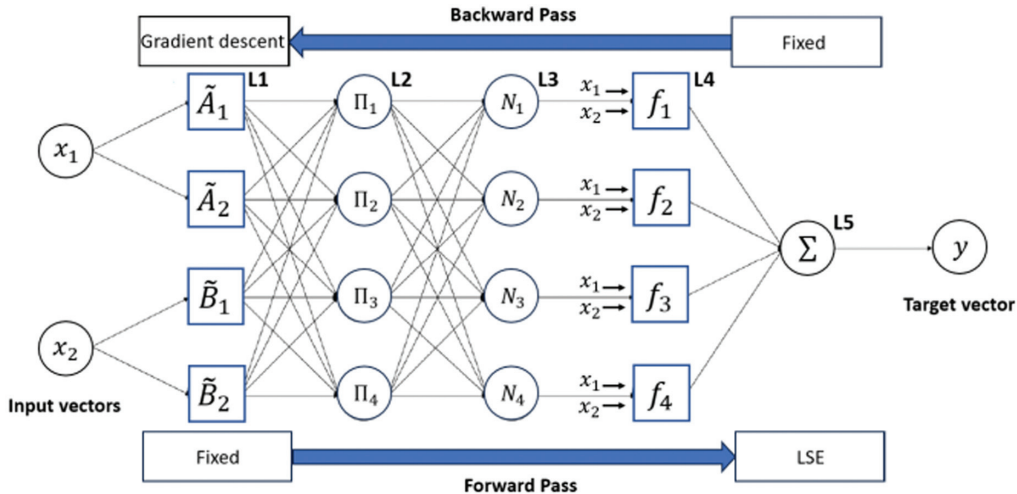 Backward Pass
Gradient descent
Fixed
L1
L2
L3
L4
Ã₁
Π₁
N₁
x₁
x₂
f₁
x₁
Ã₂
Π₂
N₂
x₁
x₂
f₂
L5
Σ
y
B̃₁
Π₃
N₃
x₁
x₂
f₃
Target vector
x₂
B̃₂
Π₄
N₄
x₁
x₂
f₄
Input vectors
Fixed
LSE
Forward Pass